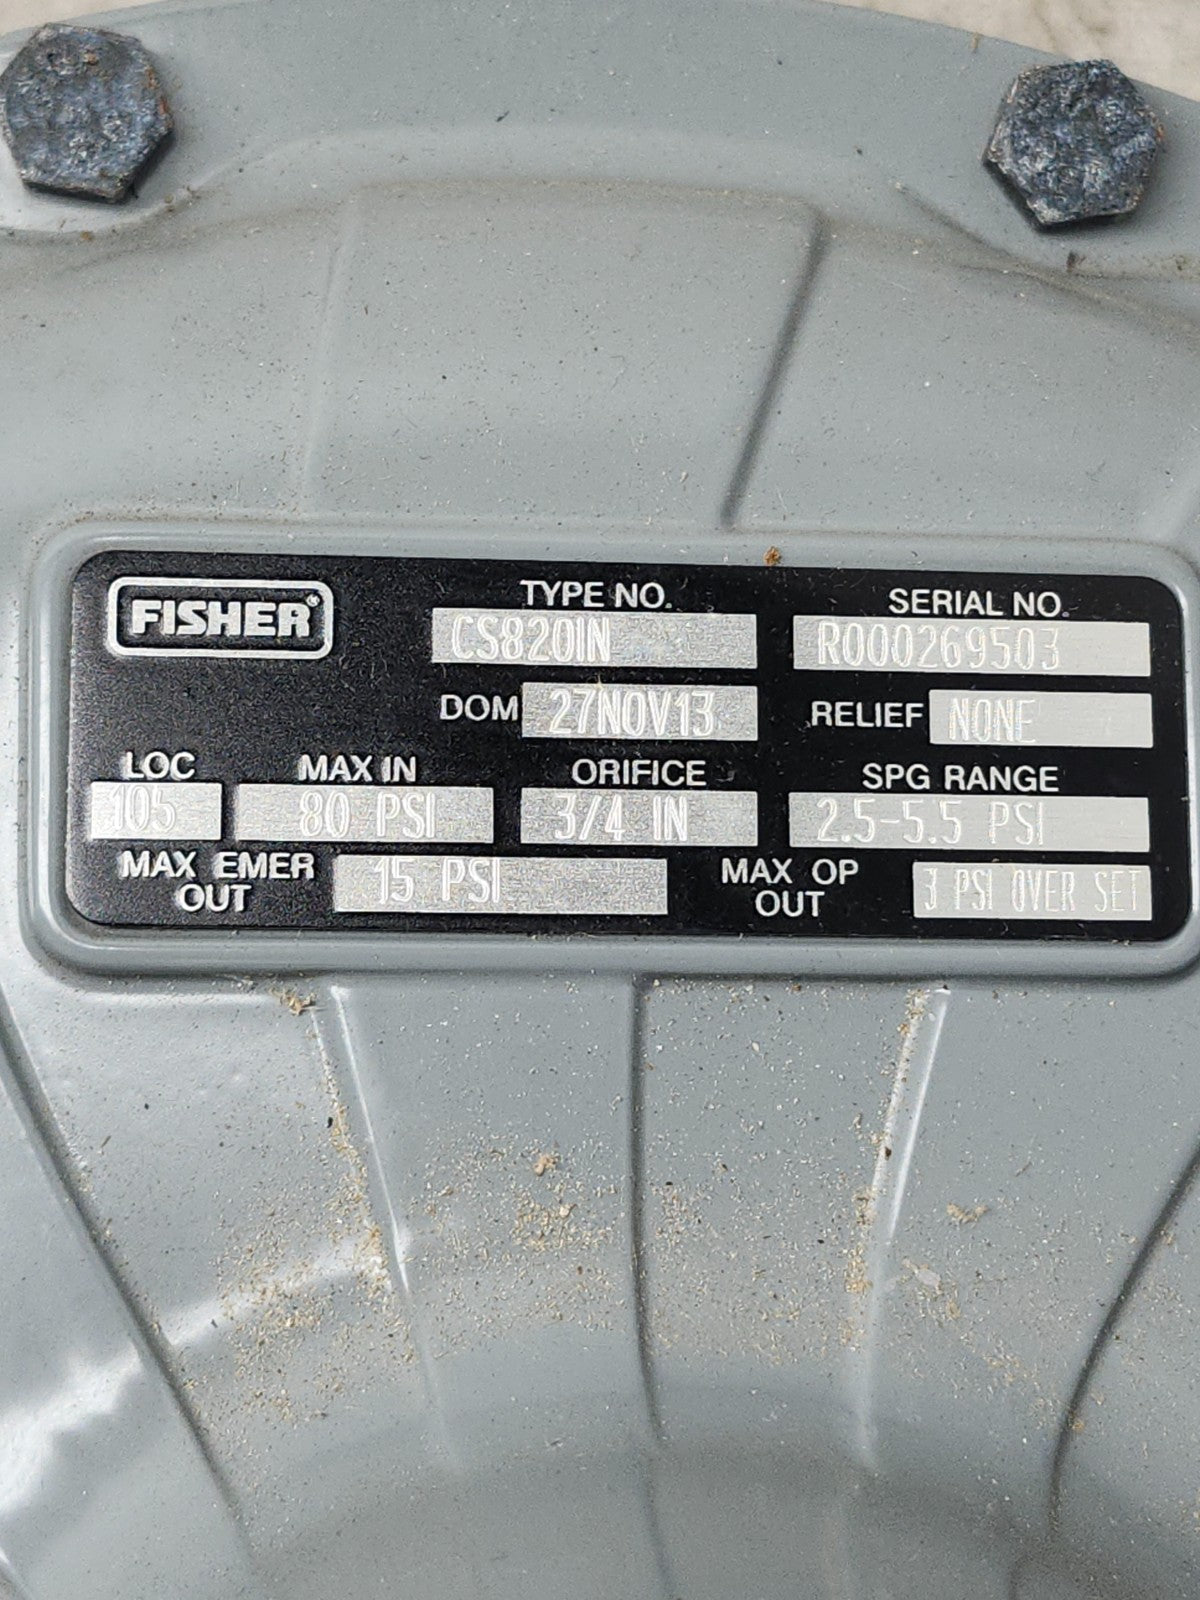 FISHER®
TYPE NO. SERIAL NO.
CS820IN R000269503
DOM 27NOV13 RELIEF NONE
LOC MAX IN ORIFICE SPG RANGE
105 80 PSI 3/4 IN 2.5-5.5 PSI
MAX EMER OUT 15 PSI MAX OP OUT 3 PSI OVER SET